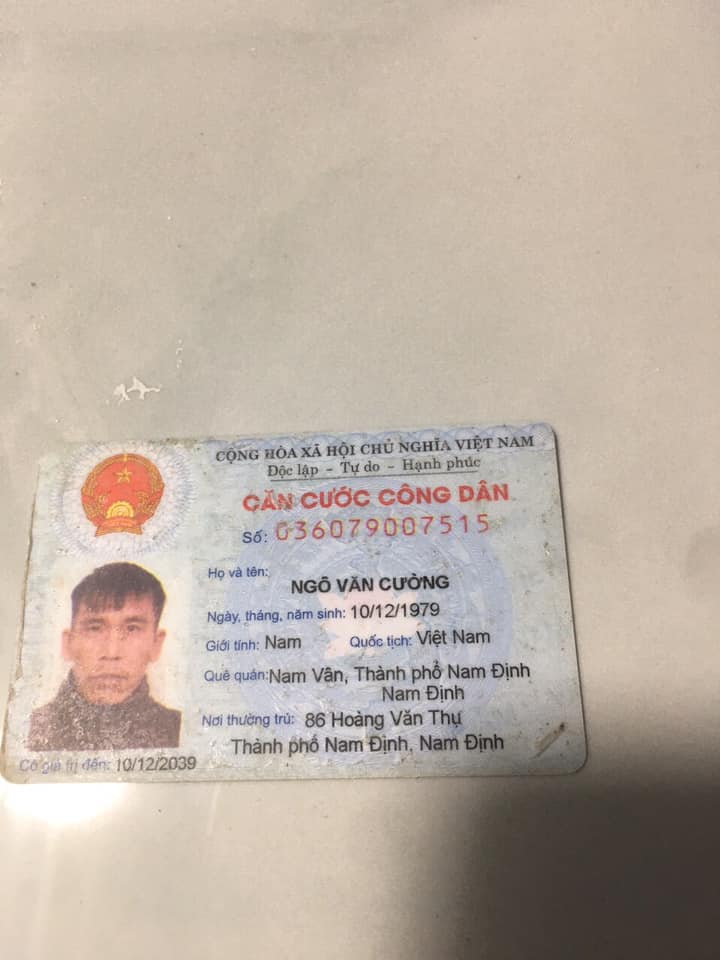 CỘNG HÒA XÃ HỘI CHỦ NGHĨA VIỆT NAM
Độc lập - Tự do - Hạnh phúc
CĂN CƯỚC CÔNG DÂN
Số: 036079007515
Họ và tên:
NGÔ VĂN CƯỜNG
Ngày, tháng, năm sinh: 10/12/1979
Giới tính: Nam Quốc tịch: Việt Nam
Quê quán: Nam Vân, Thành phố Nam Định
Nam Định
Nơi thường trú: 86 Hoàng Văn Thụ
Thành phố Nam Định, Nam Định
Có giá trị đến: 10/12/2039